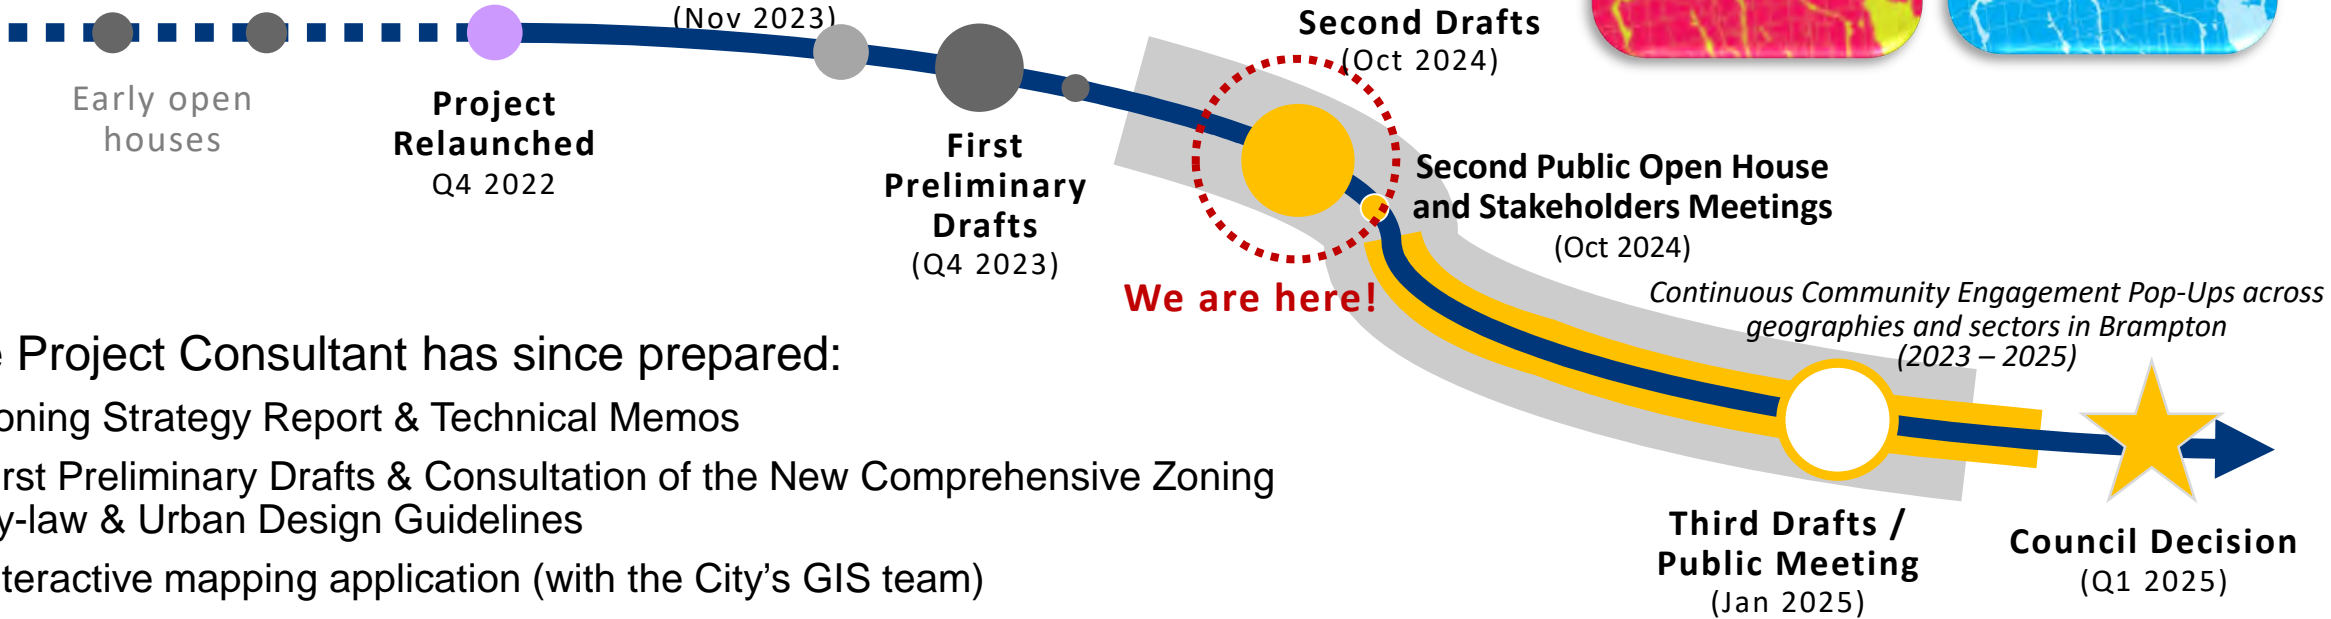 (Nov 2023)
Early open
houses
Project
Relaunched
Q4 2022
First
Preliminary
Drafts
(Q4 2023)
Second Drafts
(Oct 2024)
We are here!
Second Public Open House
and Stakeholders Meetings
(Oct 2024)
Continuous Community Engagement Pop-Ups across
geographies and sectors in Brampton
(2023 – 2025)
Third Drafts /
Public Meeting
(Jan 2025)
Council Decision
(Q1 2025)
e Project Consultant has since prepared:
oning Strategy Report & Technical Memos
rst Preliminary Drafts & Consultation of the New Comprehensive Zoning
y-law & Urban Design Guidelines
teractive mapping application (with the City’s GIS team)